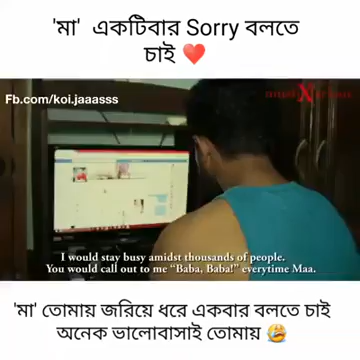 'মা' একটিবার Sorry বলতে
চাই ❤️
Fb.com/koi.jaaasss
I would stay busy amidst thousands of people.
You would call out to me “Baba, Baba!” everytime Maa.
'মা' তোমায় জরিয়ে ধরে একবার বলতে চাই
অনেক ভালোবাসাই তোমায় 🤣